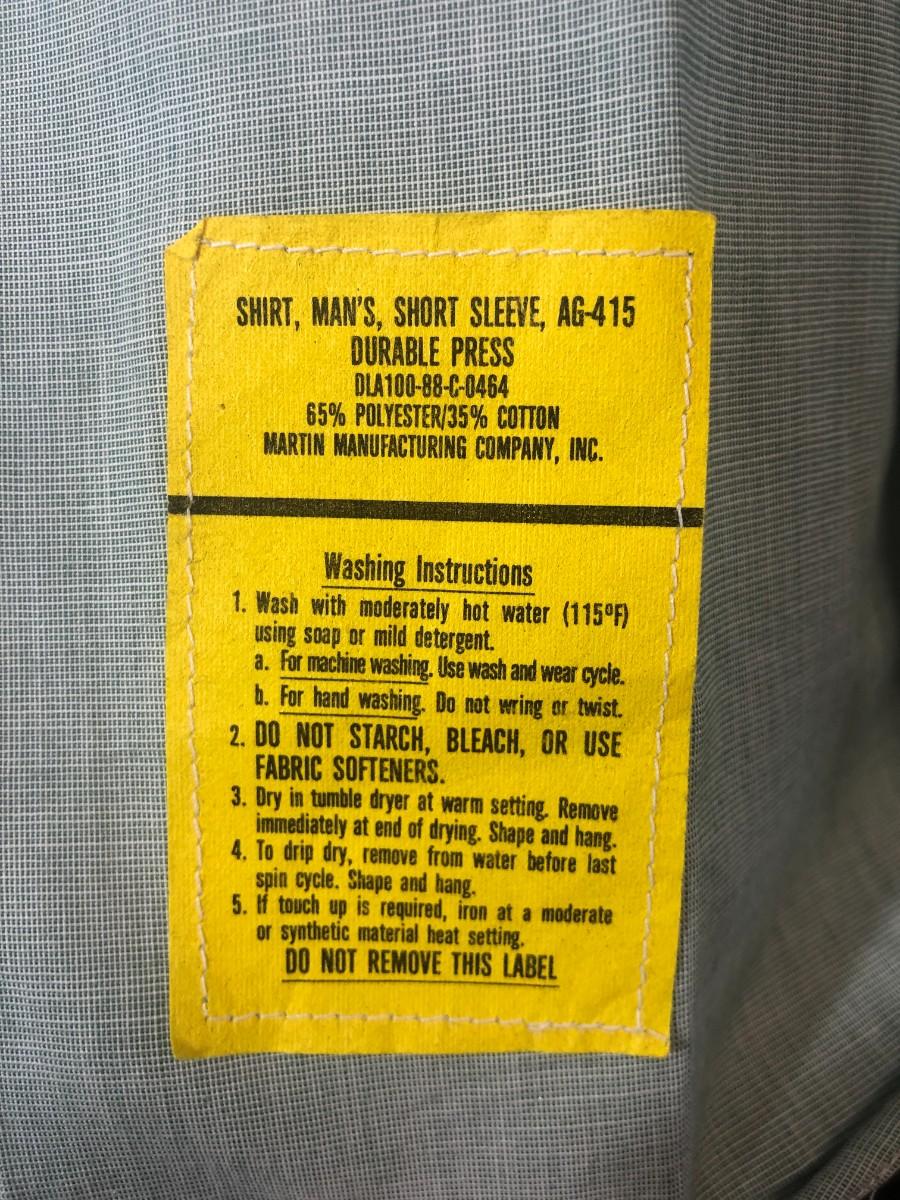 SHIRT, MAN'S, SHORT SLEEVE, AG-415
DURABLE PRESS
DLA100-88-C-0464
65% POLYESTER/35% COTTON
MARTIN MANUFACTURING COMPANY, INC.
Washing Instructions
1. Wash with moderately hot water (115ºF)
using soap or mild detergent.
a. For machine washing. Use wash and wear cycle.
b. For hand washing. Do not wring or twist.
2. DO NOT STARCH, BLEACH, OR USE
FABRIC SOFTENERS.
3. Dry in tumble dryer at warm setting. Remove
immediately at end of drying. Shape and hang.
4. To drip dry, remove from water before last
spin cycle. Shape and hang.
5. If touch up is required, iron at a moderate
or synthetic material heat setting.
DO NOT REMOVE THIS LABEL